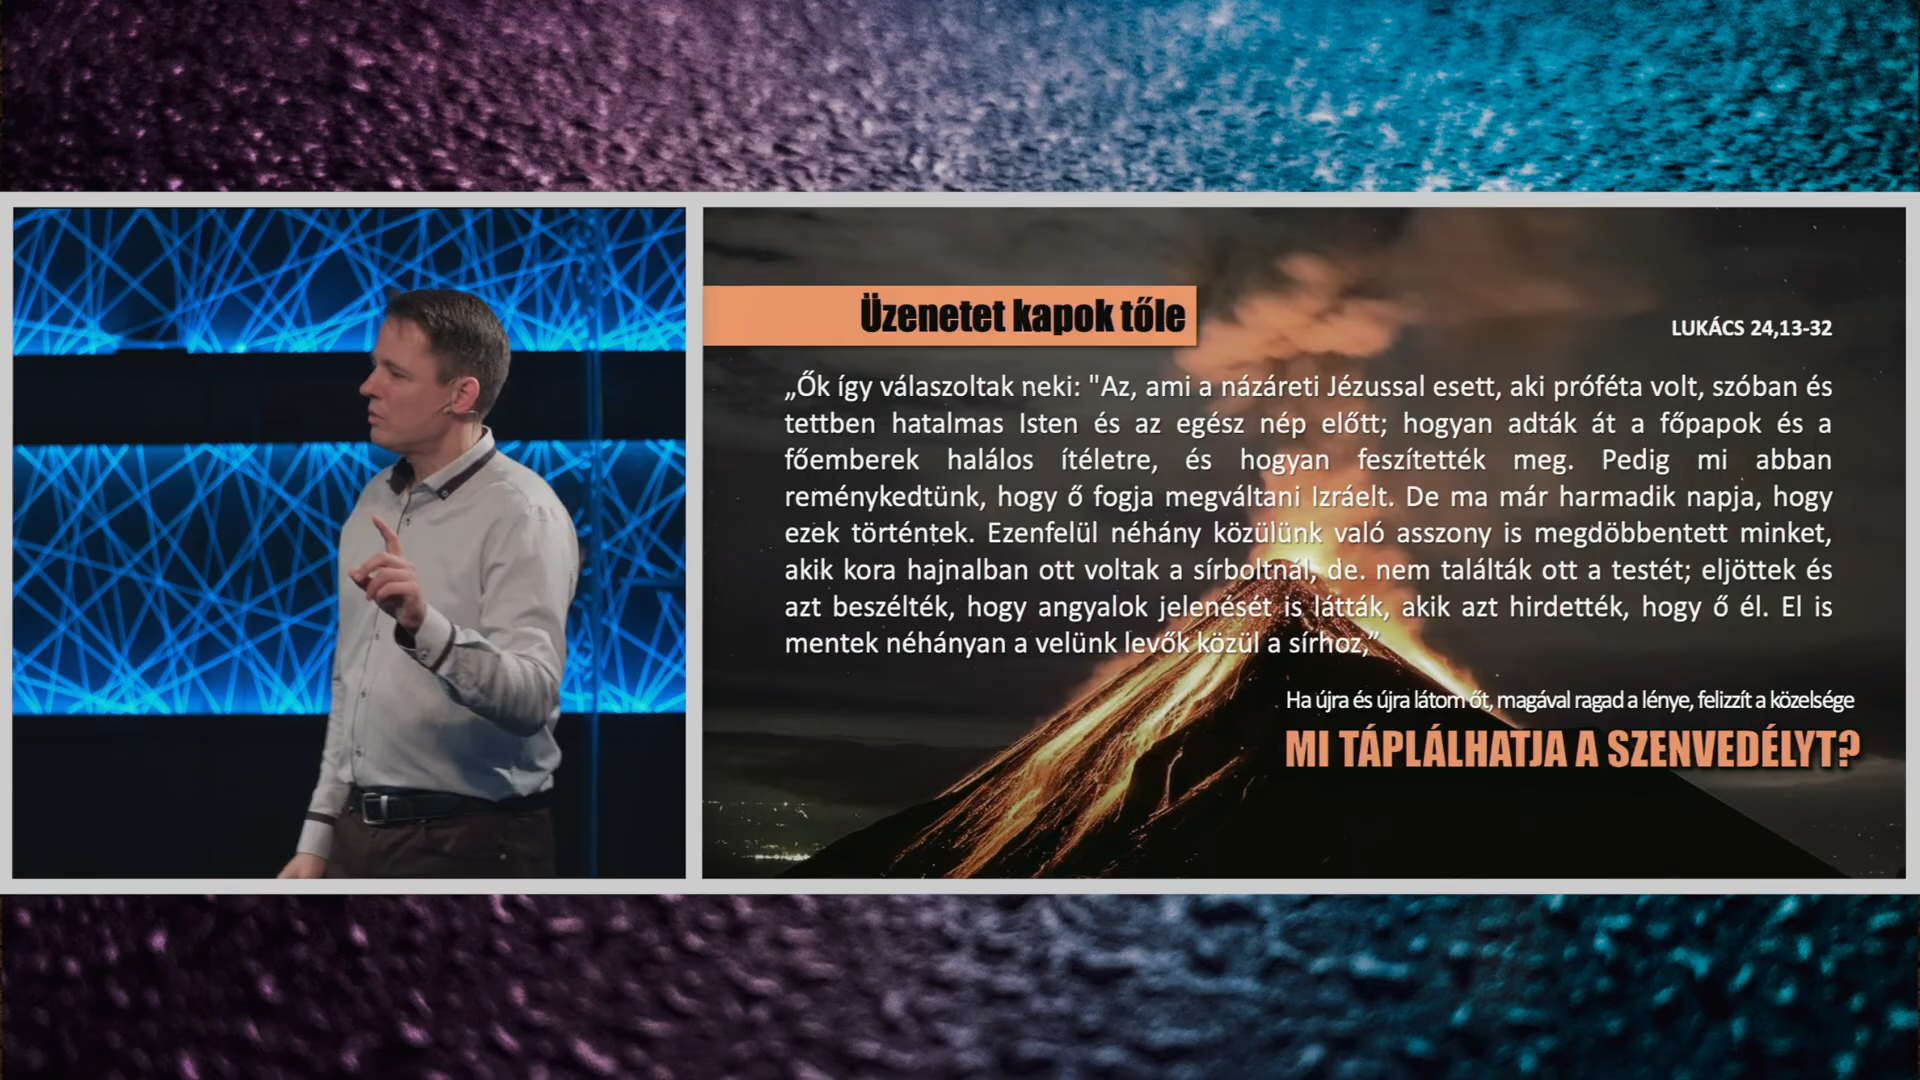 Üzenetet kapok tőle
LUKÁCS 24,13-32
„Ők így válaszoltak neki: "Az, ami a názáreti Jézussal esett, aki próféta volt, szóban és
tettben hatalmas Isten és az egész nép előtt; hogyan adták át a főpapok és a
főemberek halálos ítéletre, és hogyan feszítették meg. Pedig mi abban
reménykedtünk, hogy ő fogja megváltani Izráelt. De ma már harmadik napja, hogy
ezek történtek. Ezenfelül néhány közülünk való asszony is megdöbbentett minket,
akik kora hajnalban ott voltak a sírboltnál, de. nem találták ott a testét; eljöttek és
azt beszélték, hogy angyalok jelenését is látták, akik azt hirdették, hogy ő él. El is
mentek néhányan a velünk levők közül a sírhoz,”
Ha újra és újra látom őt, magával ragad a lénye, felizzít a közelsége
MI TÁPLÁLHATJA A SZENVEDÉLYT?